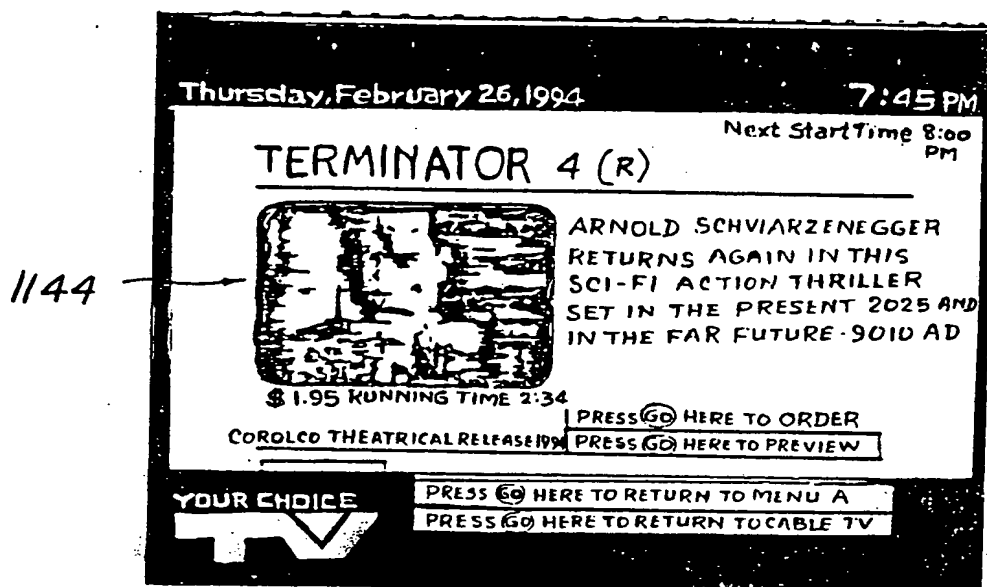 Thursday, February 26, 1994
7:45 PM
Next Start Time 8:00
PM
TERMINATOR 4 (R)
ARNOLD SCHVIARZENEGGER
RETURNS AGAIN IN THIS
SCI-FI ACTION THRILLER
SET IN THE PRESENT 2025 AND
IN THE FAR FUTURE-9010 AD
1144
$ 1.95 RUNNING TIME 2:34
PRESS GO HERE TO ORDER
COROLCO THEATRICAL RELEASE 1994
PRESS GO HERE TO PREVIEW
YOUR CHOICE
TV
PRESS GO HERE TO RETURN TO MENU A
PRESS GO HERE TO RETURN TO CABLE TV